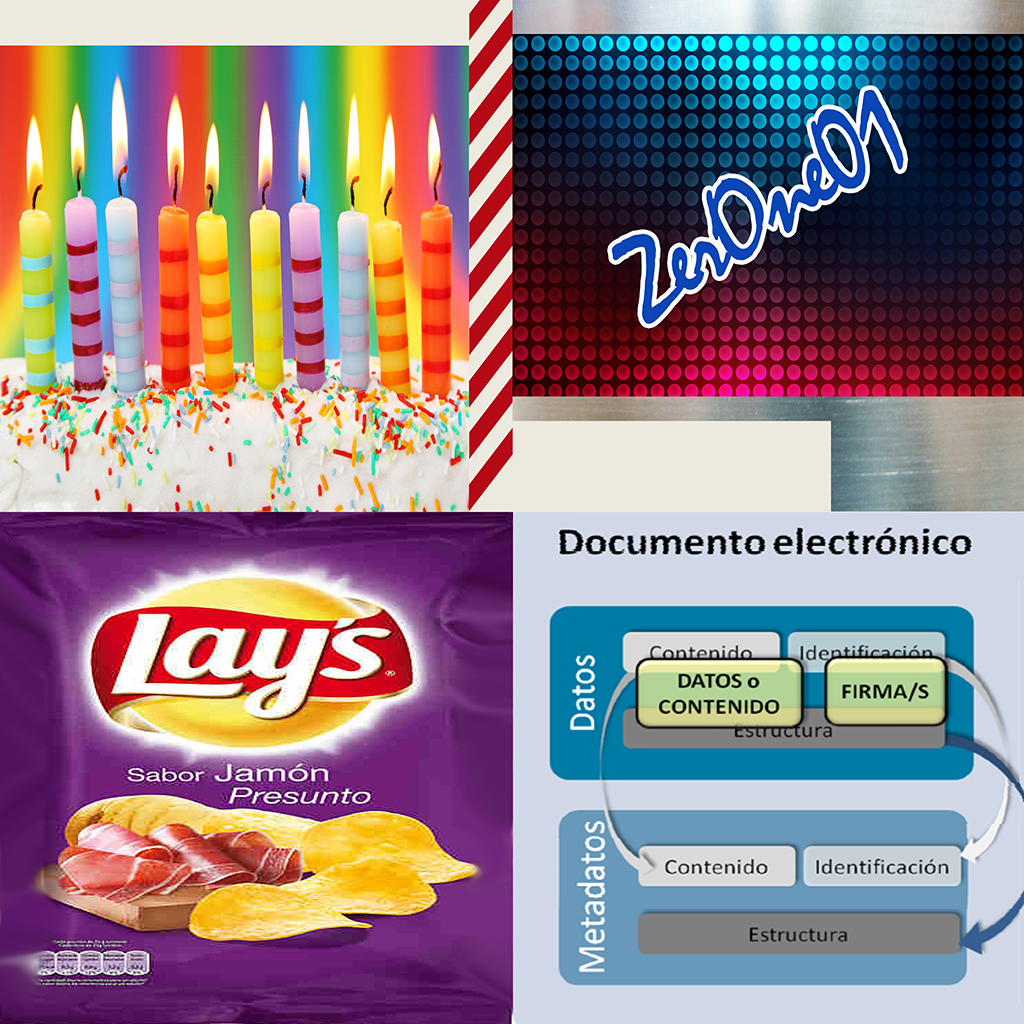 ZerOne01
Lay's
®
Sabor Jamón
Presunto
Documento electrónico
Datos
Contenido
Identificación
DATOS o
CONTENIDO
FIRMA/S
Estructura
Metadatos
Contenido
Identificación
Estructura